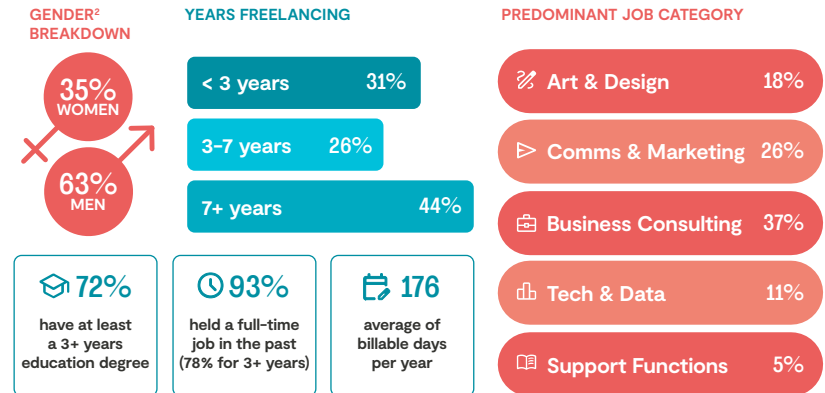 GENDER²
BREAKDOWN
35%
WOMEN
63%
MEN
YEARS FREELANCING
< 3 years 31%
3-7 years 26%
7+ years 44%
72%
have at least
a 3+ years
education degree
93%
held a full-time
job in the past
(78% for 3+ years)
176
average of
billable days
per year
PREDOMINANT JOB CATEGORY
Art & Design 18%
Comms & Marketing 26%
Business Consulting 37%
Tech & Data 11%
Support Functions 5%